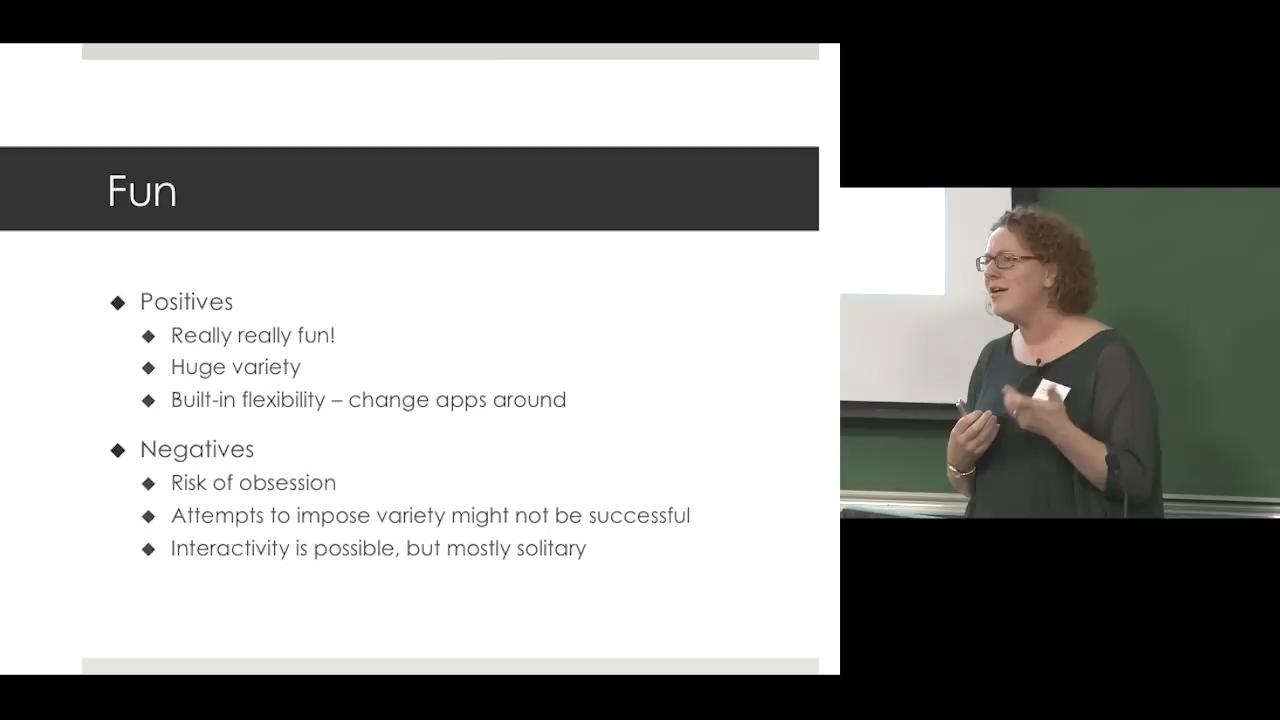 Fun
Positives
Really really fun!
Huge variety
Built-in flexibility – change apps around
Negatives
Risk of obsession
Attempts to impose variety might not be successful
Interactivity is possible, but mostly solitary